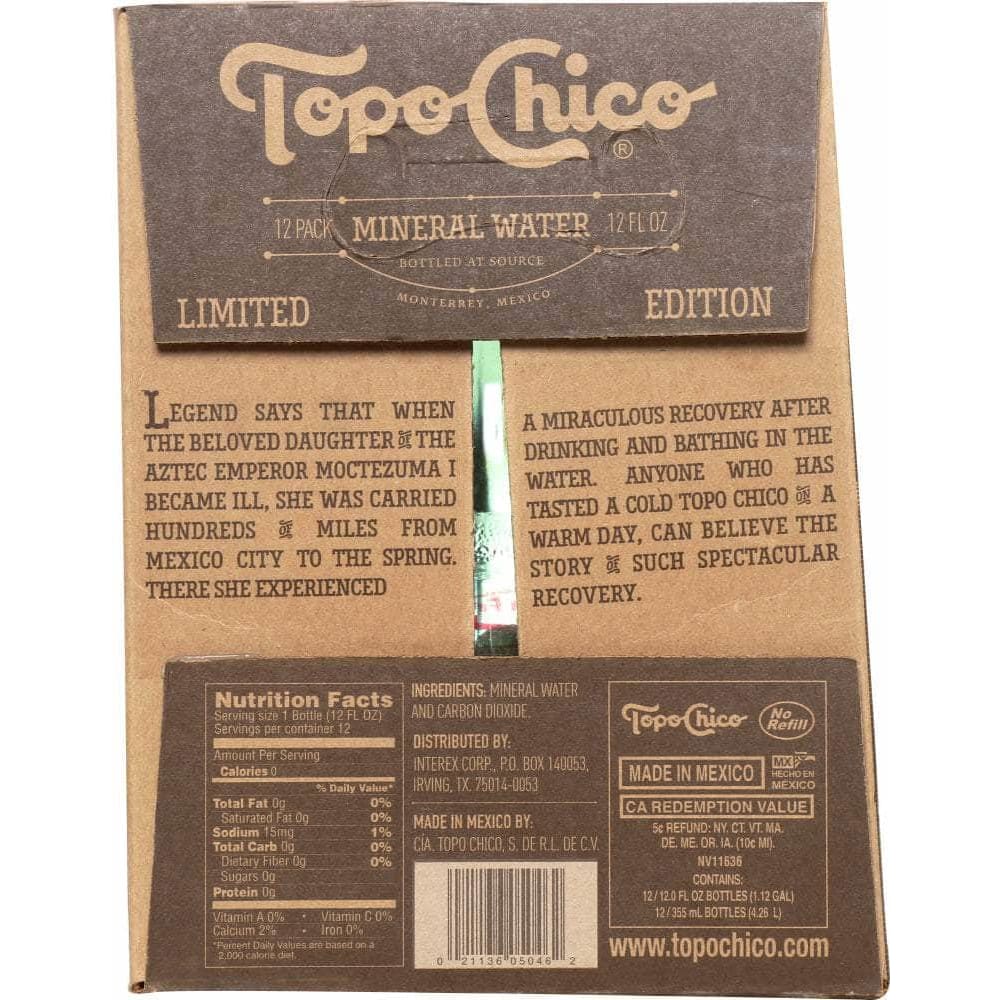 Topo Chico ®
12 PACK MINERAL WATER 12 FL OZ
BOTTLED AT SOURCE
MONTERREY, MEXICO
LIMITED EDITION
LEGEND SAYS THAT WHEN
THE BELOVED DAUGHTER OF THE
AZTEC EMPEROR MOCTEZUMA I
BECAME ILL, SHE WAS CARRIED
HUNDREDS OF MILES FROM
MEXICO CITY TO THE SPRING.
THERE SHE EXPERIENCED
A MIRACULOUS RECOVERY AFTER
DRINKING AND BATHING IN THE
WATER. ANYONE WHO HAS
TASTED A COLD TOPO CHICO ON A
WARM DAY, CAN BELIEVE THE
STORY OF SUCH SPECTACULAR
RECOVERY.
Nutrition Facts
Serving size 1 Bottle (12 FL OZ)
Servings per container 12
Amount Per Serving
Calories 0
% Daily Value*
Total Fat 0g 0%
Saturated Fat 0g 0%
Sodium 15mg 1%
Total Carb 0g 0%
Dietary Fiber 0g 0%
Sugars 0g
Protein 0g
Vitamin A 0% • Vitamin C 0%
Calcium 2% • Iron 0%
*Percent Daily Values are based on a
2,000 calorie diet.
INGREDIENTS: MINERAL WATER
AND CARBON DIOXIDE.
DISTRIBUTED BY:
INTEREX CORP., P.O. BOX 140053,
IRVING, TX. 75014-0053
MADE IN MEXICO BY:
CIA. TOPO CHICO, S. DE R.L. DE C.V.
0 21136 05046 2
Topo Chico No
Refill
MADE IN MEXICO MX
HECHO EN
MÉXICO
CA REDEMPTION VALUE
5¢ REFUND: NY. CT. VT. MA.
DE. ME. OR. IA. (10¢ MI).
NV11636
CONTAINS:
12 / 12.0 FL OZ BOTTLES (1.12 GAL)
12 / 355 mL BOTTLES (4.26 L)
www.topochico.com